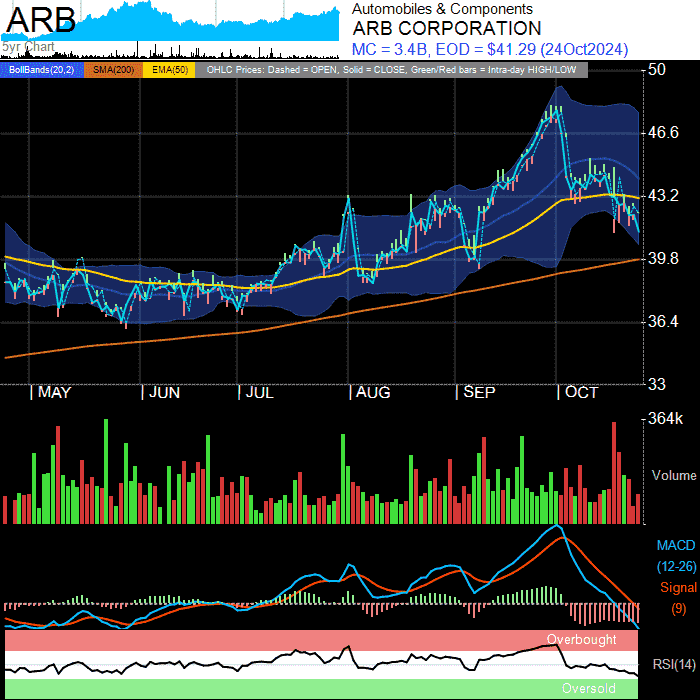 ARB
5yr Chart
Automobiles & Components
ARB CORPORATION
MC = 3.4B, EOD = $41.29 (24Oct2024)
BollBands(20,2) SMA(200) EMA(50) OHLC Prices: Dashed = OPEN, Solid = CLOSE, Green/Red bars = Intra-day HIGH/LOW
50
46.6
43.2
39.8
36.4
33
| MAY | JUN | JUL | AUG | SEP | OCT
364k
Volume
MACD
(12-26)
Signal
(9)
Overbought
RSI(14)
Oversold